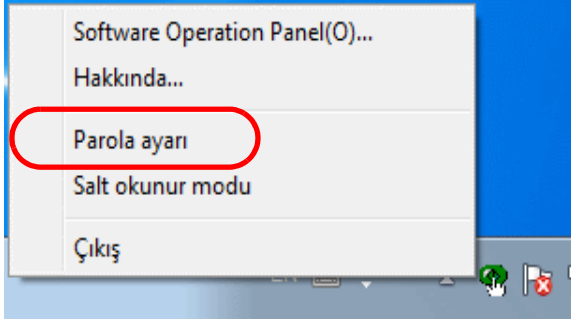 Software Operation Panel(O)...
Hakkında...
Parola ayarı
Salt okunur modu
Çıkış